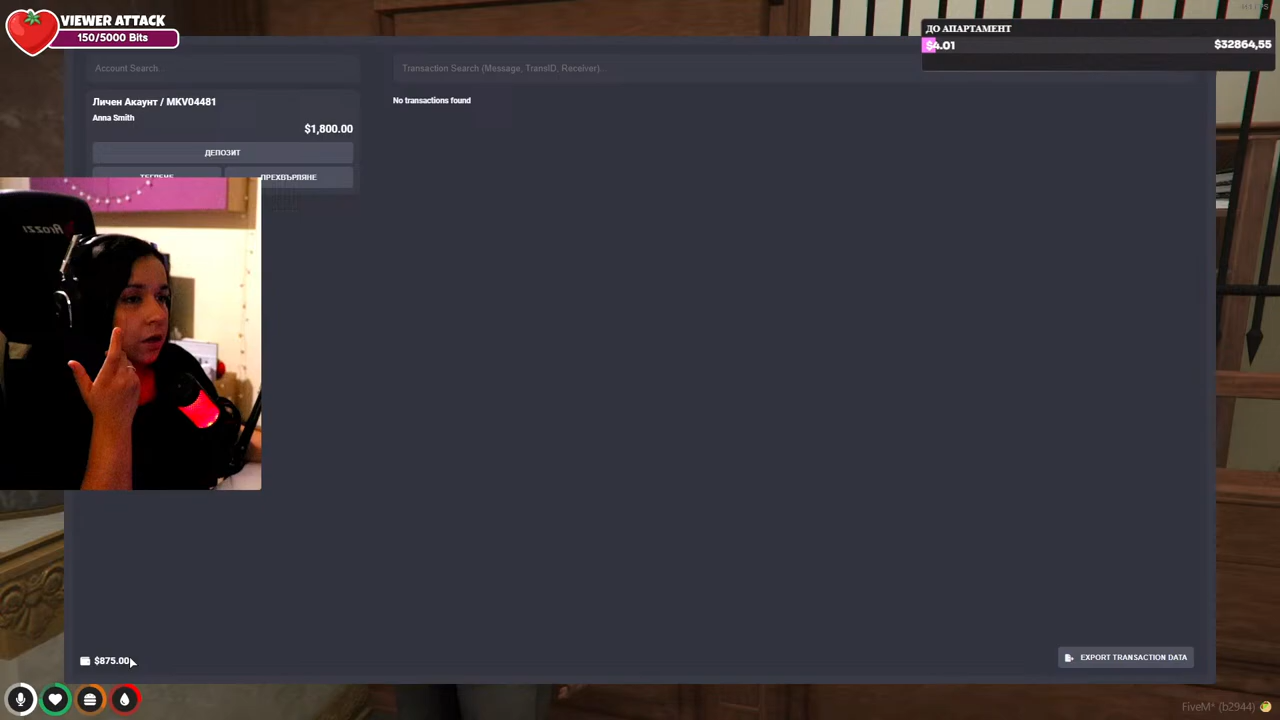 VIEWER ATTACK
150/5000 Bits
ДО АПАРТАМЕНТ
$4.01
$32864,55
Account Search...
Transaction Search (Message, TransID, Receiver)...
Личен Акаунт / MKV04481
Anna Smith
$1,800.00
No transactions found
ДЕПОЗИТ
ТЕГЛЕНЕ
ПРЕХВЪРЛЯНЕ
Arozzi
$875.00
EXPORT TRANSACTION DATA
FiveM* (b2944)